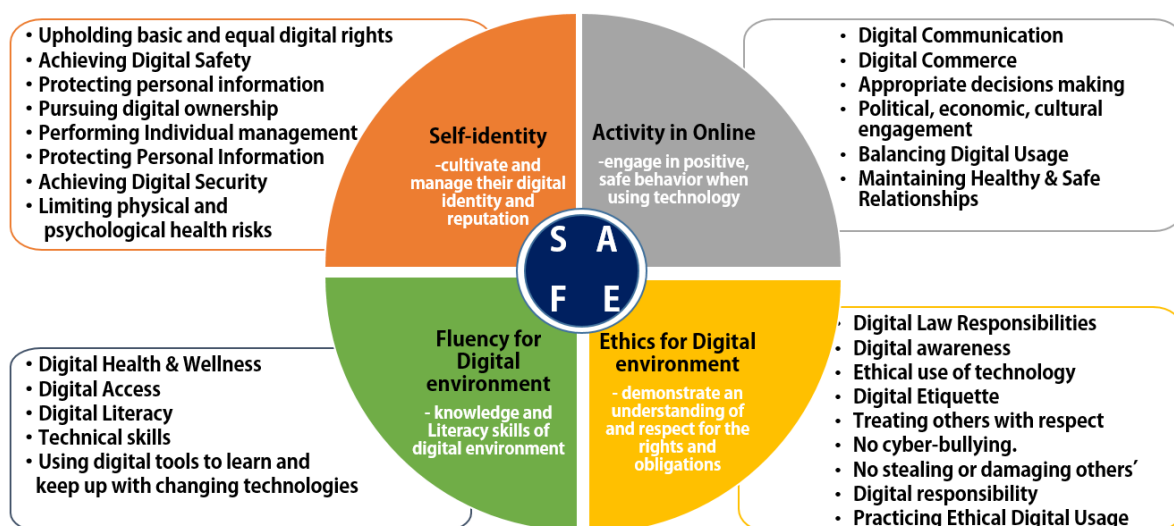 • Upholding basic and equal digital rights
• Achieving Digital Safety
• Protecting personal information
• Pursuing digital ownership
• Performing Individual management
• Protecting Personal Information
• Achieving Digital Security
• Limiting physical and
psychological health risks
Self-identity
-cultivate and
manage their digital
identity and
reputation
Activity in Online
-engage in positive,
safe behavior when
using technology
• Digital Communication
• Digital Commerce
• Appropriate decisions making
• Political, economic, cultural
engagement
• Balancing Digital Usage
• Maintaining Healthy & Safe
Relationships
S A
F E
• Digital Health & Wellness
• Digital Access
• Digital Literacy
• Technical skills
• Using digital tools to learn and
keep up with changing technologies
Fluency for
Digital
environment
- knowledge and
Literacy skills of
digital environment
Ethics for Digital
environment
- demonstrate an
understanding of
and respect for the
rights and
obligations
• Digital Law Responsibilities
• Digital awareness
• Ethical use of technology
• Digital Etiquette
• Treating others with respect
• No cyber-bullying.
• No stealing or damaging others’
• Digital responsibility
• Practicing Ethical Digital Usage